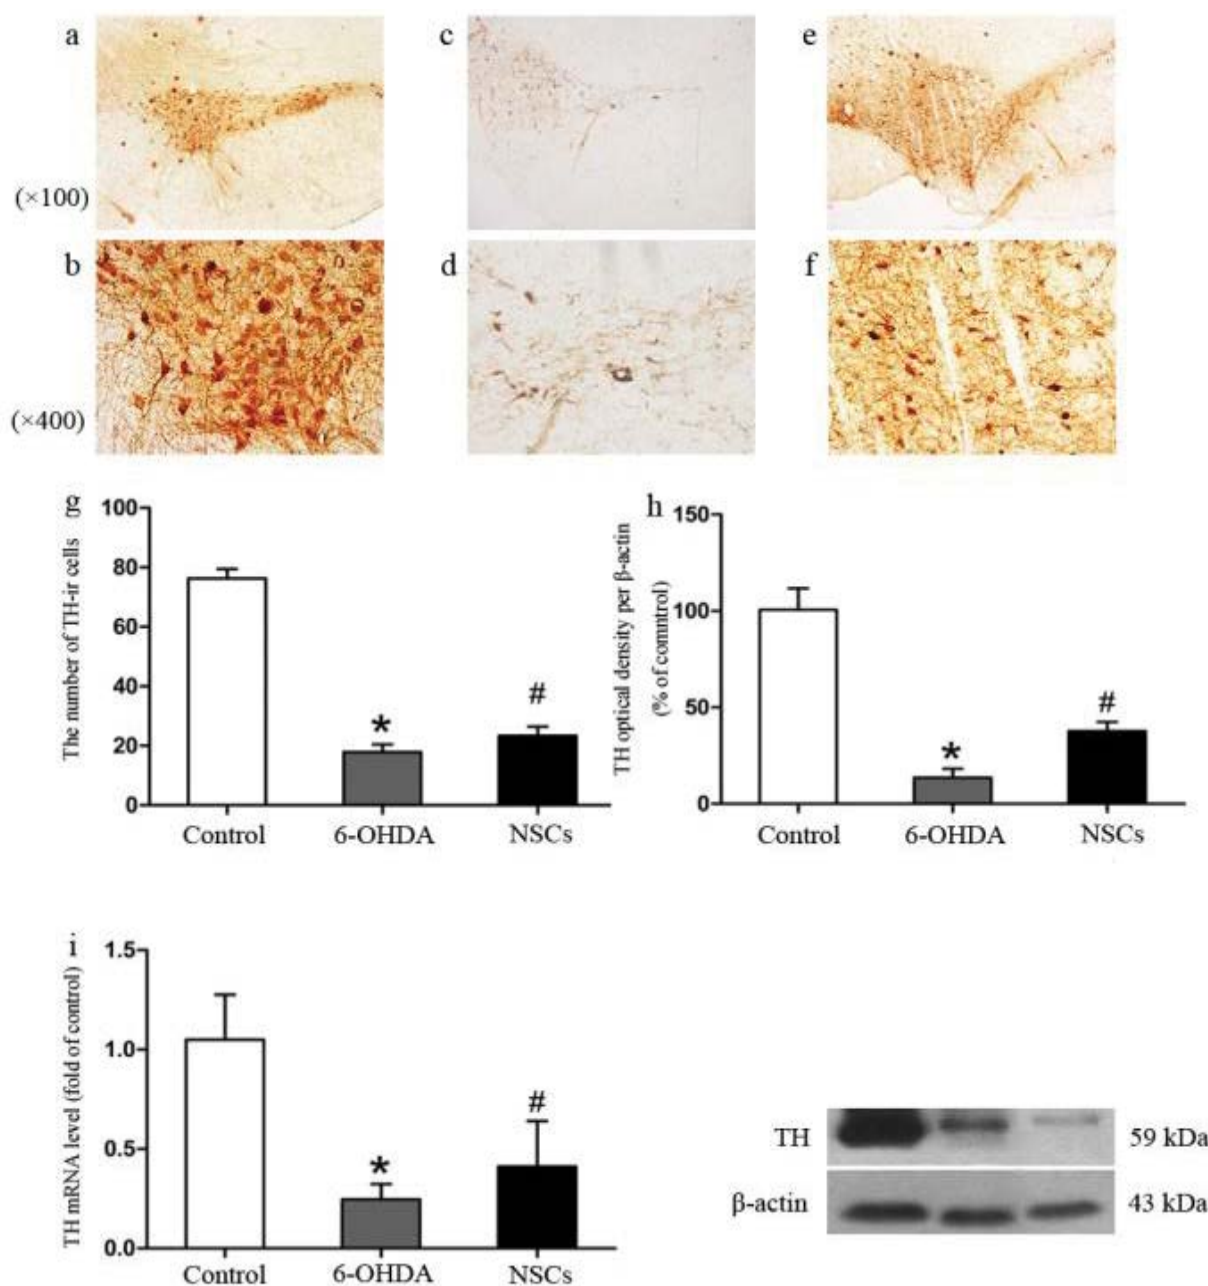 a
c
e
(×100)
b
d
f
(×400)
g
h
The number of TH-ir cells
100
80
60
40
20
0
*
#
Control
6-OHDA
NSCs
TH optical density per β-actin
(% of comntrol)
150
100
50
0
*
#
Control
6-OHDA
NSCs
i
TH mRNA level (fold of control)
1.5
1.0
0.5
0.0
*
#
Control
6-OHDA
NSCs
TH
59 kDa
β-actin
43 kDa